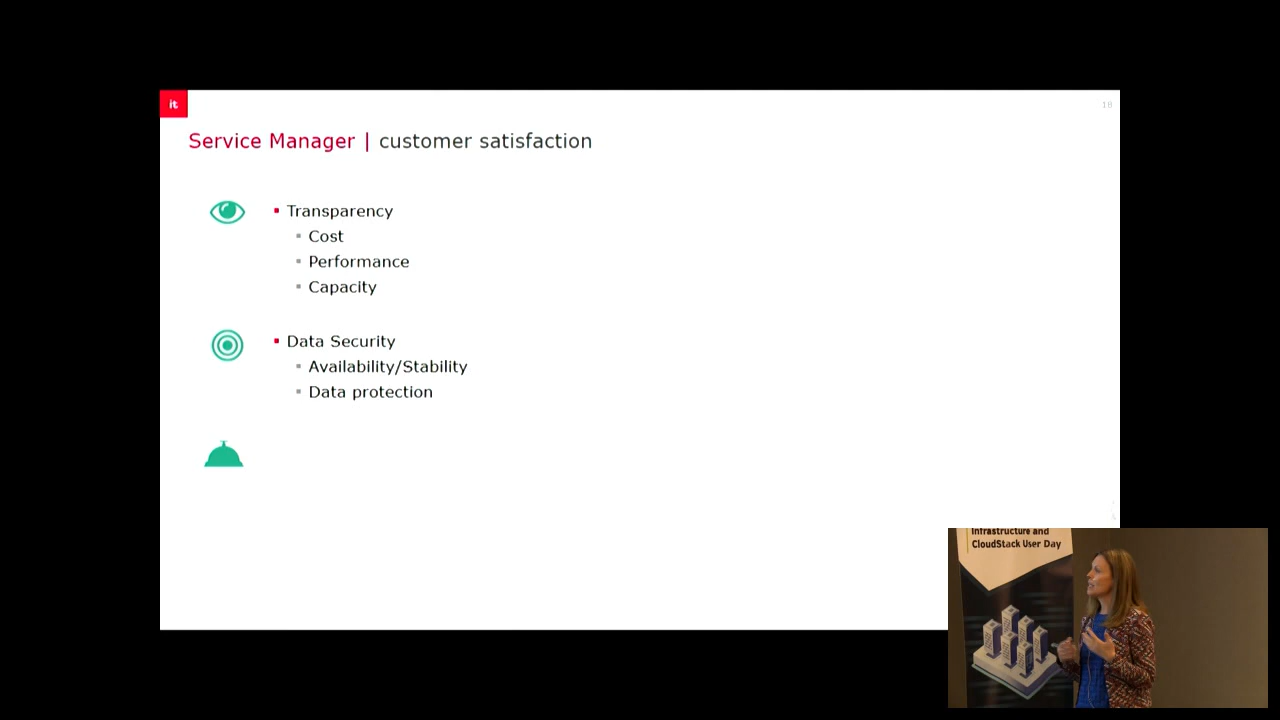 it
18
Service Manager | customer satisfaction
Transparency
Cost
Performance
Capacity
Data Security
Availability/Stability
Data protection
Infrastructure and
CloudStack User Day